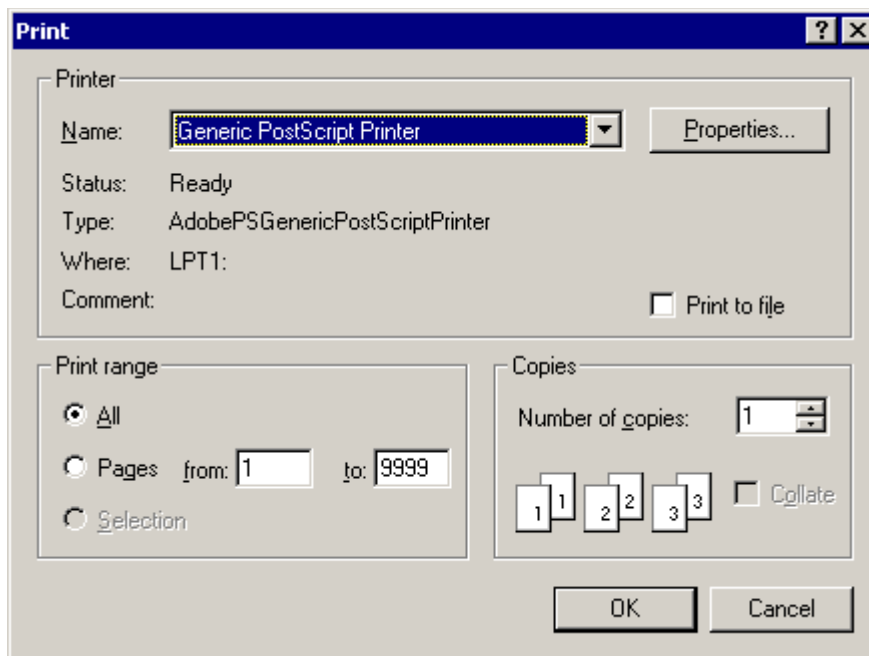 Print
Printer
Name: Generic PostScript Printer Properties...
Status: Ready
Type: AdobePSGenericPostScriptPrinter
Where: LPT1:
Comment:
Print to file
Print range
All
Pages from: 1 to: 9999
Selection
Copies
Number of copies: 1
1 1 2 2 3 3 Collate
OK Cancel